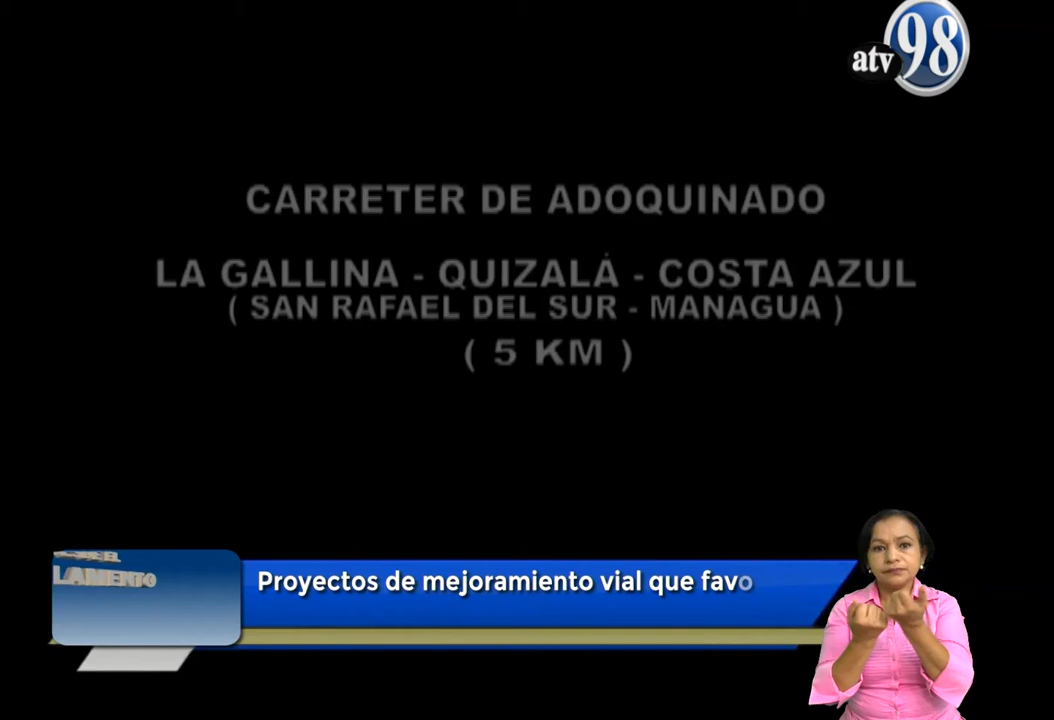 atv 98
CARRETER DE ADOQUINADO
LA GALLINA - QUIZALÁ - COSTA AZUL
( SAN RAFAEL DEL SUR - MANAGUA )
( 5 KM )
LAMENTO
Proyectos de mejoramiento vial que favo